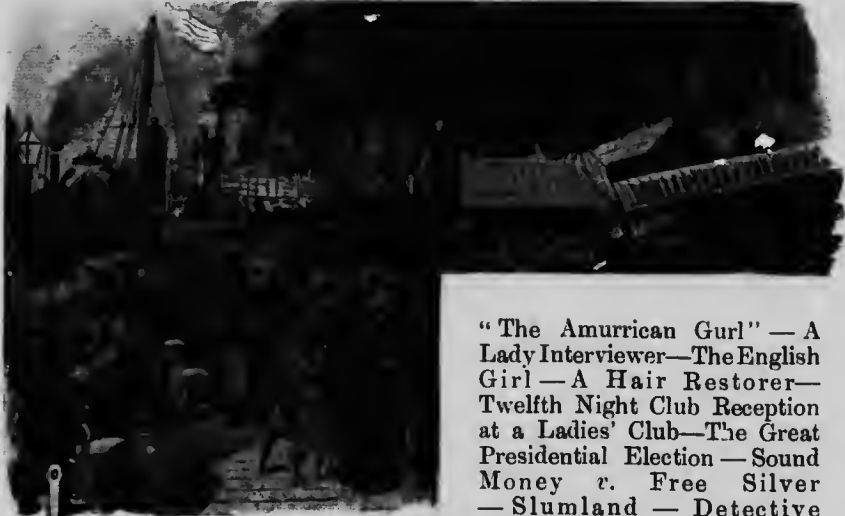 "The Amurrican Gurl" — A
Lady Interviewer—The English
Girl — A Hair Restorer—
Twelfth Night Club Reception
at a Ladies' Club—The Great
Presidential Election — Sound
Money v. Free Silver
— Slumland — Detective